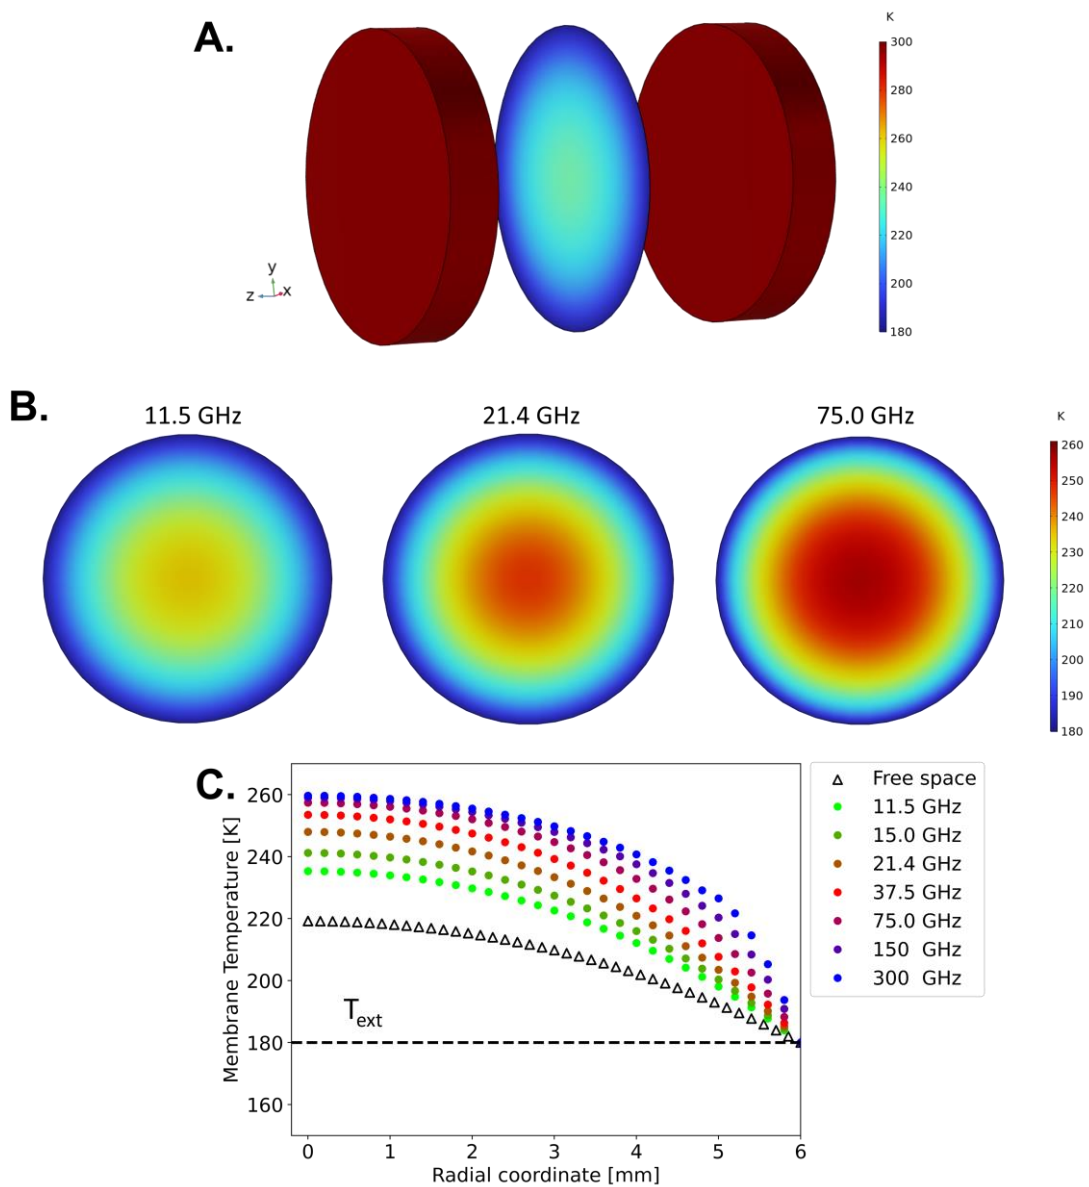 A.
K
300
280
260
240
220
200
180
y
z
x
B.
11.5 GHz
21.4 GHz
75.0 GHz
K
260
250
240
230
220
210
200
190
180
C.
Membrane Temperature [K]
260
240
220
200
180
160
T_ext
0 1 2 3 4 5 6
Radial coordinate [mm]
Free space
11.5 GHz
15.0 GHz
21.4 GHz
37.5 GHz
75.0 GHz
150 GHz
300 GHz